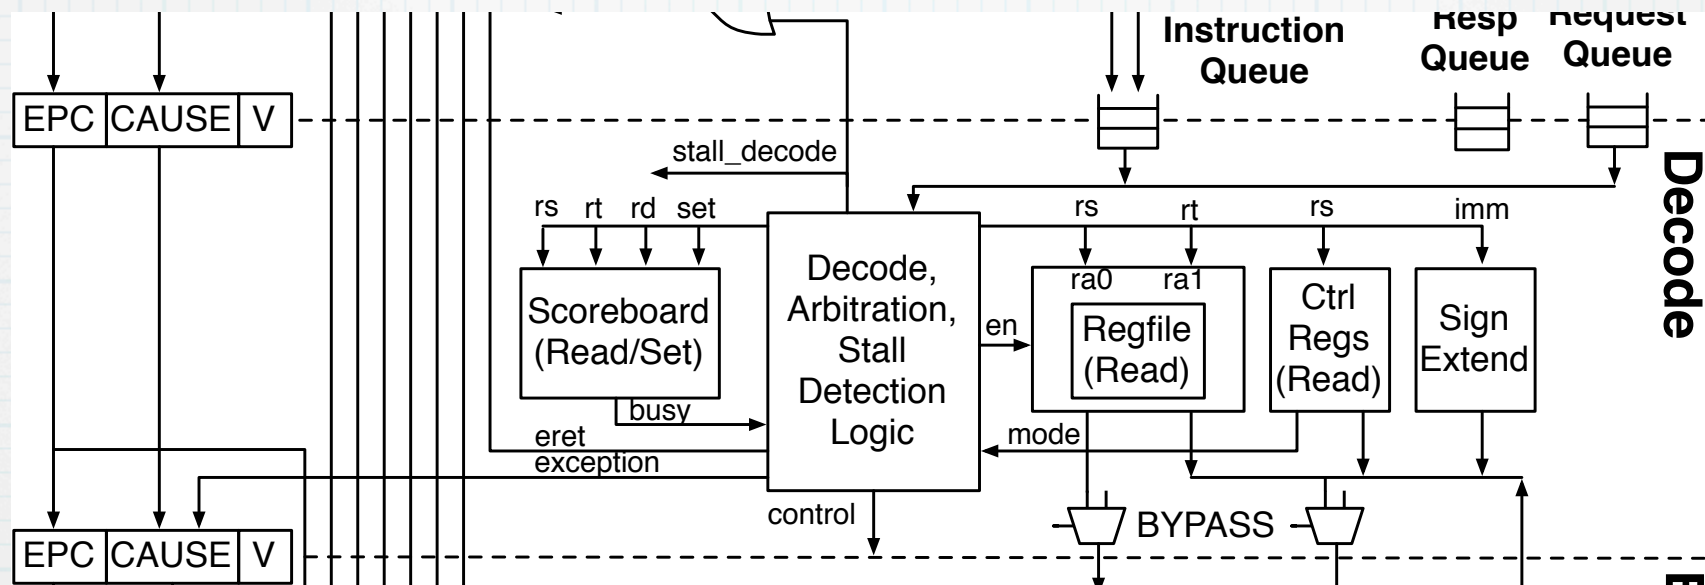 Instruction
Queue
Resp
Queue
Request
Queue
EPC CAUSE V
stall_decode
Decode
rs rt rd set
rs rt rs imm
Scoreboard
(Read/Set)
busy
Decode,
Arbitration,
Stall
Detection
Logic
en
ra0 ra1
Regfile
(Read)
Ctrl
Regs
(Read)
Sign
Extend
mode
eret
exception
control
BYPASS
EPC CAUSE V